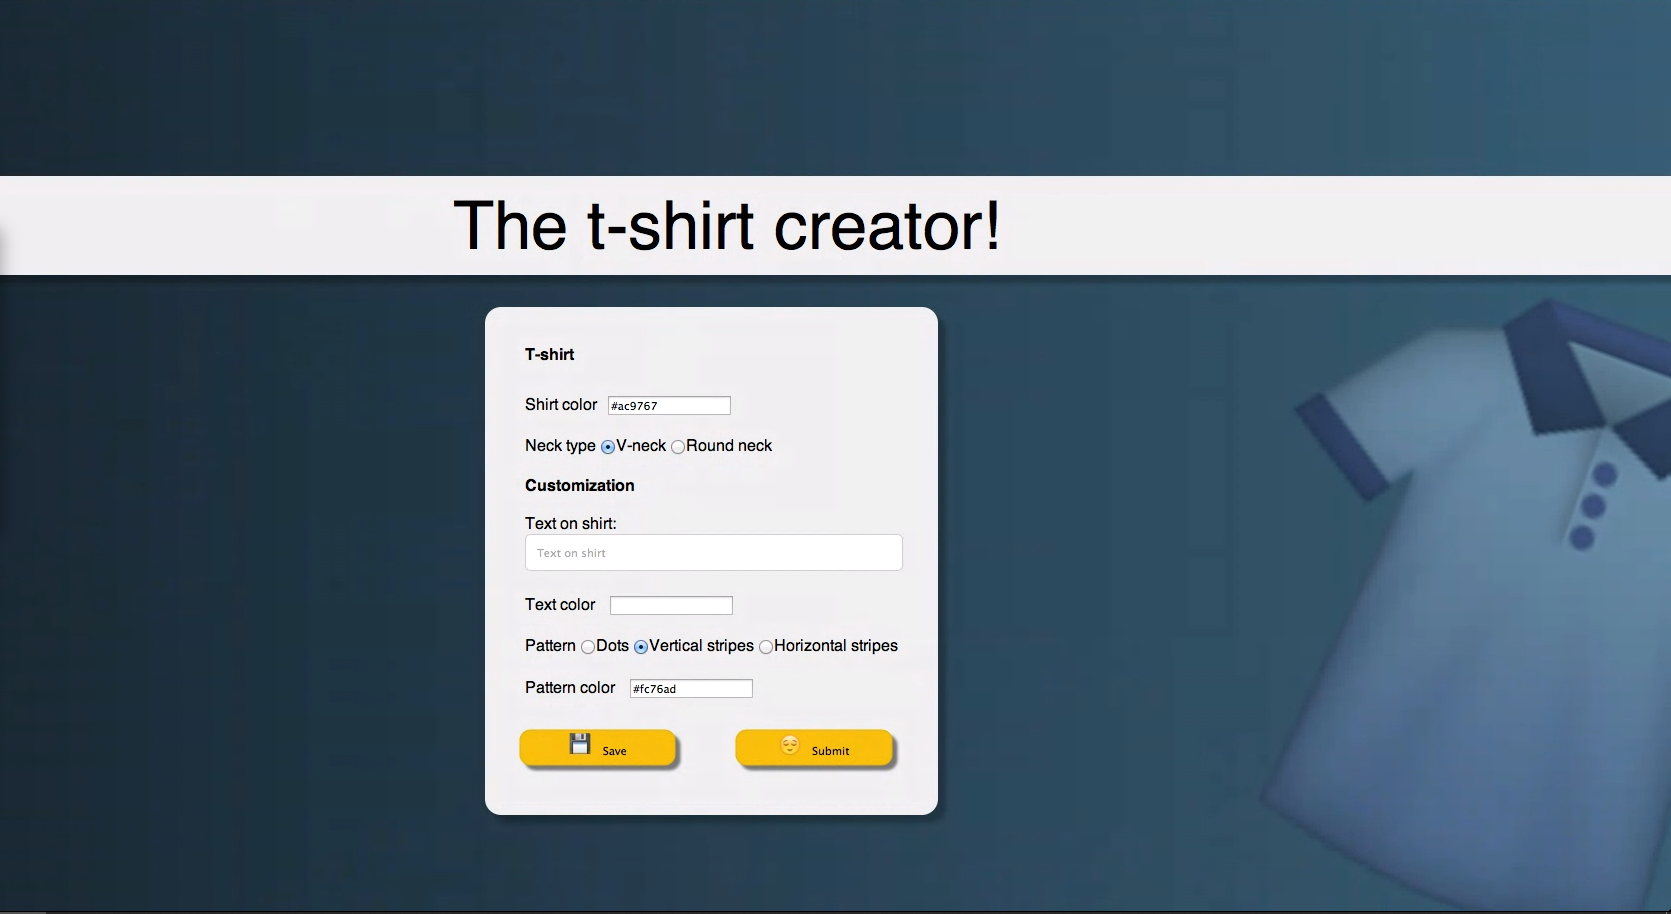 The t-shirt creator!
T-shirt
Shirt color #ac9767
Neck type V-neck Round neck
Customization
Text on shirt:
Text on shirt
Text color
Pattern Dots Vertical stripes Horizontal stripes
Pattern color #fc76ad
Save Submit